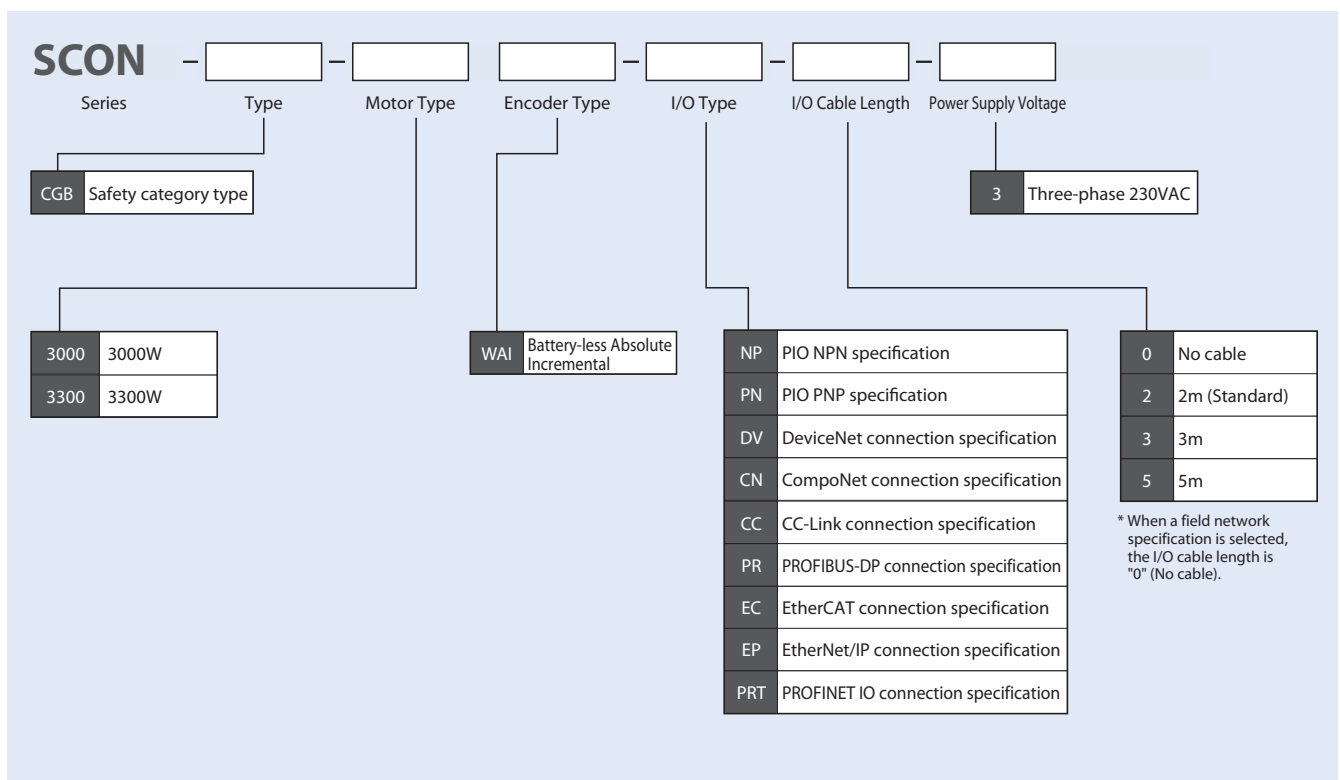 SCON - - - - -
Series Type Motor Type Encoder Type I/O Type I/O Cable Length Power Supply Voltage
CGB Safety category type
3 Three-phase 230VAC
3000 3000W
3300 3300W
WAI Battery-less Absolute
Incremental
NP PIO NPN specification
PN PIO PNP specification
DV DeviceNet connection specification
CN CompoNet connection specification
CC CC-Link connection specification
PR PROFIBUS-DP connection specification
EC EtherCAT connection specification
EP EtherNet/IP connection specification
PRT PROFINET IO connection specification
0 No cable
2 2m (Standard)
3 3m
5 5m
* When a field network
specification is selected,
the I/O cable length is
"0" (No cable).